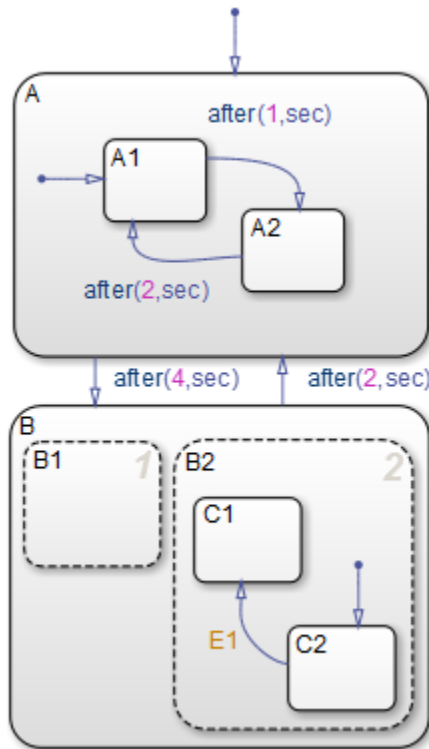 A
after(1,sec)
A1
A2
after(2,sec)
after(4,sec)
after(2,sec)
B
B1
1
B2
2
C1
E1
C2